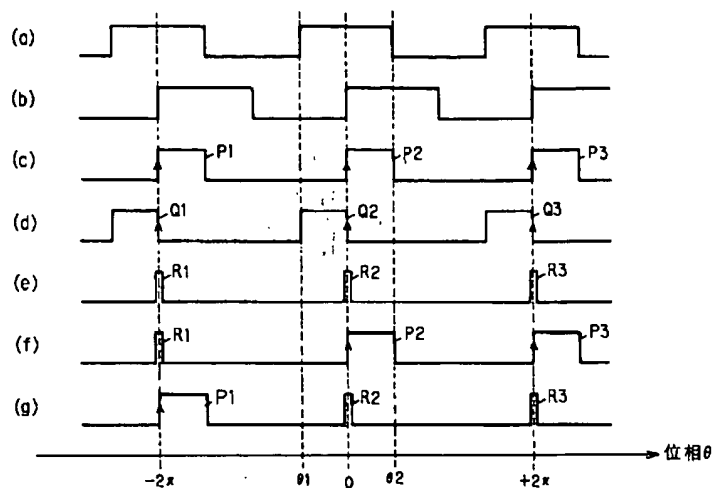 (a)
(b)
(c) P1 P2 P3
(d) Q1 Q2 Q3
(e) R1 R2 R3
(f) R1 P2 P3
(g) P1 R2 R3
-2π θ1 0 θ2 +2π 位相θ